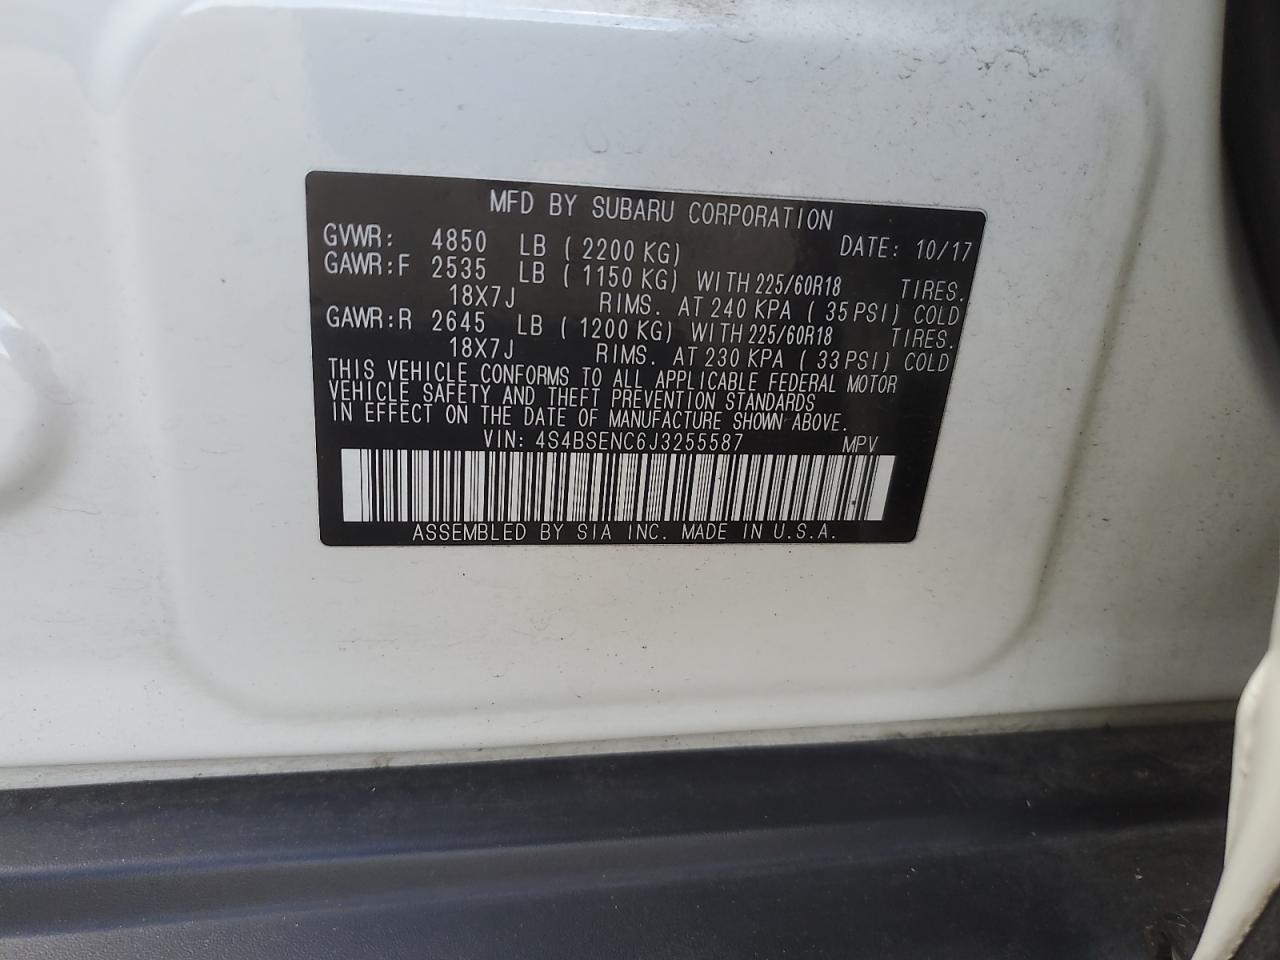 MFD BY SUBARU CORPORATION
GVWR: 4850 LB ( 2200 KG) DATE: 10/17
GAWR:F 2535 LB ( 1150 KG) WITH 225/60R18 TIRES.
18X7J RIMS. AT 240 KPA ( 35 PSI) COLD
GAWR:R 2645 LB ( 1200 KG) WITH 225/60R18 TIRES.
18X7J RIMS. AT 230 KPA ( 33 PSI) COLD
THIS VEHICLE CONFORMS TO ALL APPLICABLE FEDERAL MOTOR
VEHICLE SAFETY AND THEFT PREVENTION STANDARDS
IN EFFECT ON THE DATE OF MANUFACTURE SHOWN ABOVE.
VIN: 4S4BSENC6J3255587 MPV
ASSEMBLED BY SIA INC. MADE IN U.S.A.